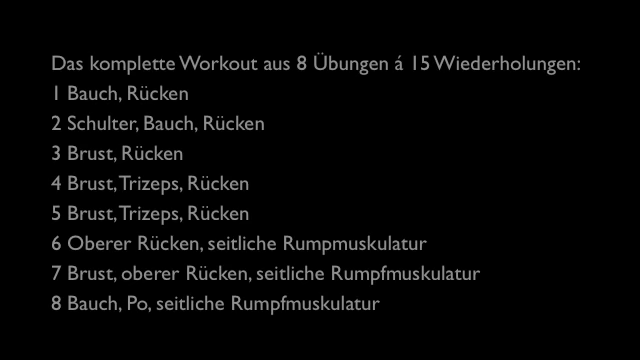 Das komplette Workout aus 8 Übungen á 15 Wiederholungen:
1 Bauch, Rücken
2 Schulter, Bauch, Rücken
3 Brust, Rücken
4 Brust, Trizeps, Rücken
5 Brust, Trizeps, Rücken
6 Oberer Rücken, seitliche Rumpmuskulatur
7 Brust, oberer Rücken, seitliche Rumpfmuskulatur
8 Bauch, Po, seitliche Rumpfmuskulatur